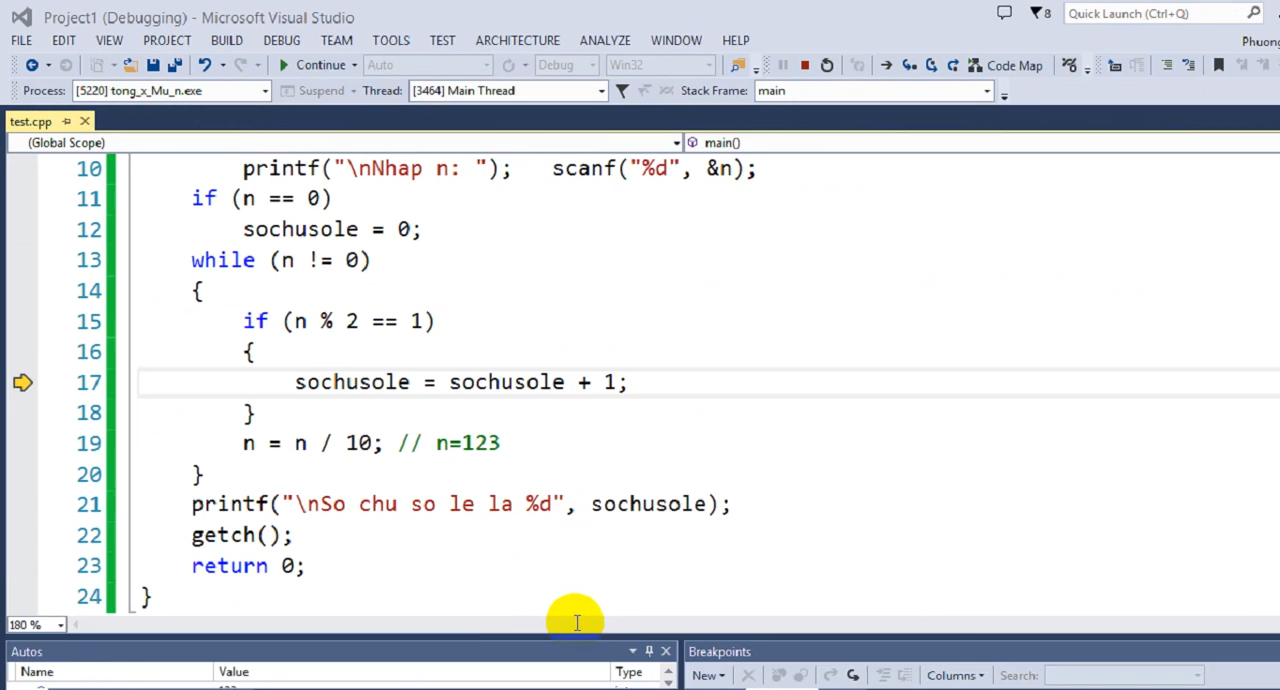 Project1 (Debugging) - Microsoft Visual Studio
8
Quick Launch (Ctrl+Q)
FILE EDIT VIEW PROJECT BUILD DEBUG TEAM TOOLS TEST ARCHITECTURE ANALYZE WINDOW HELP
Phuong
Continue Auto Debug Win32 Code Map
Process: [5220] tong_x_Mu_n.exe Suspend Thread: [3464] Main Thread Stack Frame: main
test.cpp
(Global Scope) main()
10 printf("\nNhap n: "); scanf("%d", &n);
11 if (n == 0)
12 sochusole = 0;
13 while (n != 0)
14 {
15 if (n % 2 == 1)
16 {
17 sochusole = sochusole + 1;
18 }
19 n = n / 10; // n=123
20 }
21 printf("\nSo chu so le la %d", sochusole);
22 getch();
23 return 0;
24 }
180 %
Autos
Breakpoints
Name Value Type
New Columns Search: